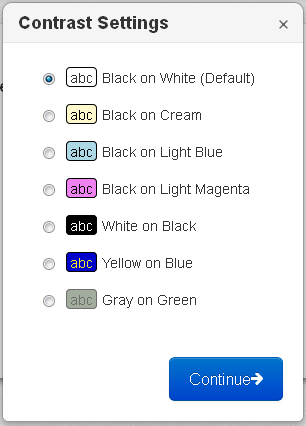 Contrast Settings ×
abc Black on White (Default)
abc Black on Cream
abc Black on Light Blue
abc Black on Light Magenta
abc White on Black
abc Yellow on Blue
abc Gray on Green
Continue